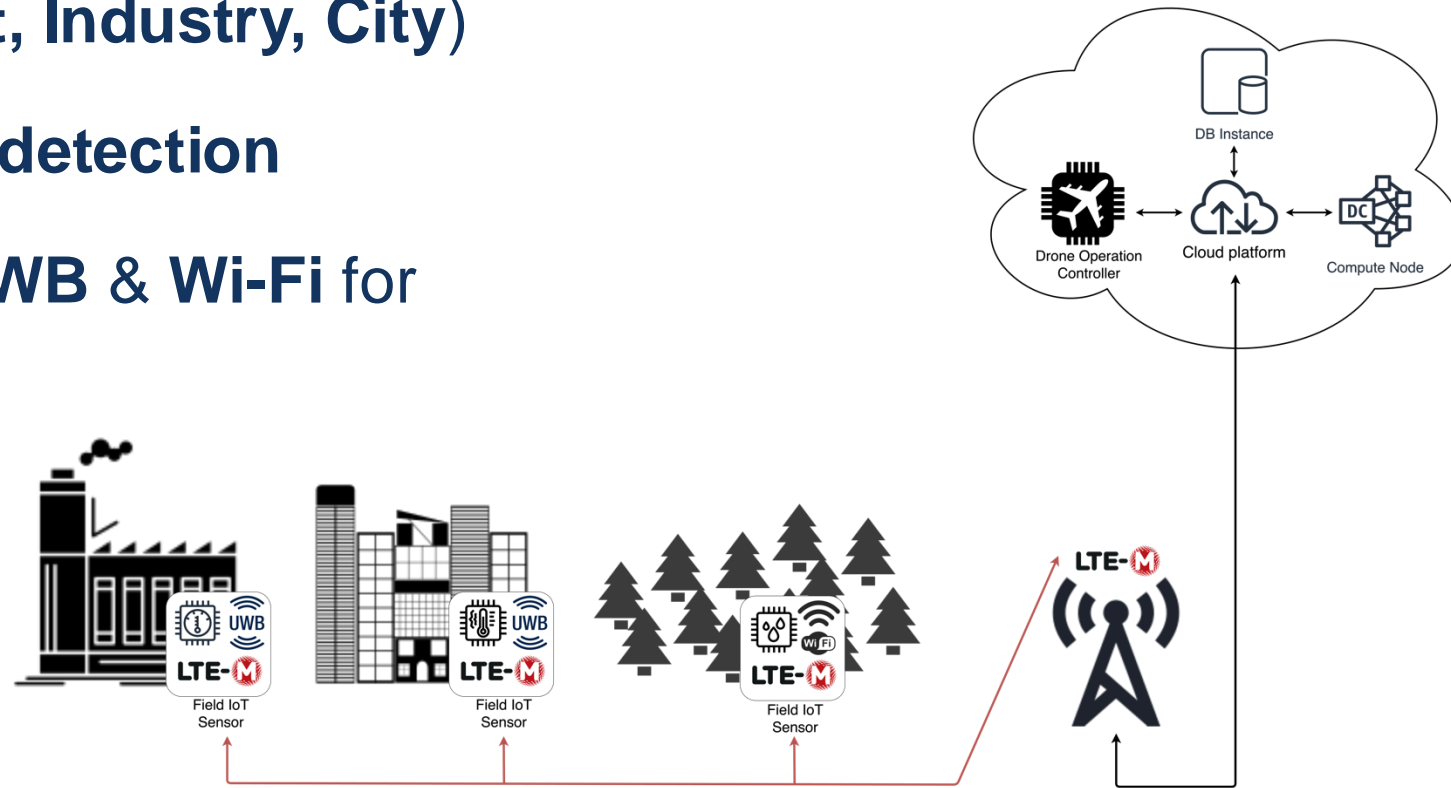 t, Industry, City)
detection
WB & Wi-Fi for
DB Instance
DC
Drone Operation
Controller
Cloud platform
Compute Node
UWB
LTE-M
Field IoT
Sensor
UWB
LTE-M
Field IoT
Sensor
Wi Fi
LTE-M
Field IoT
Sensor
LTE-M